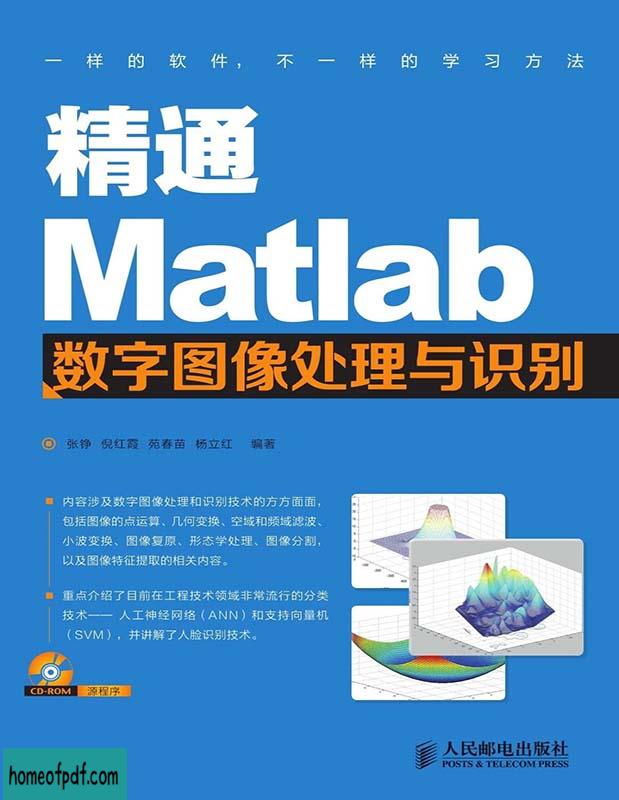 一样的软件，不一样的学习方法
精通
Matlab
数字图像处理与识别
张铮 倪红霞 苑春苗 杨立红 编著
内容涉及数字图像处理和识别技术的方方面面，
包括图像的点运算、几何变换、空域和频域滤波、
小波变换、图像复原、形态学处理、图像分割，
以及图像特征提取的相关内容。
重点介绍了目前在工程技术领域非常流行的分类
技术—— 人工神经网络（ANN）和支持向量机
（SVM），并讲解了人脸识别技术。
CD-ROM 源程序
人民邮电出版社
POSTS & TELECOM PRESS
homeofpdf.com